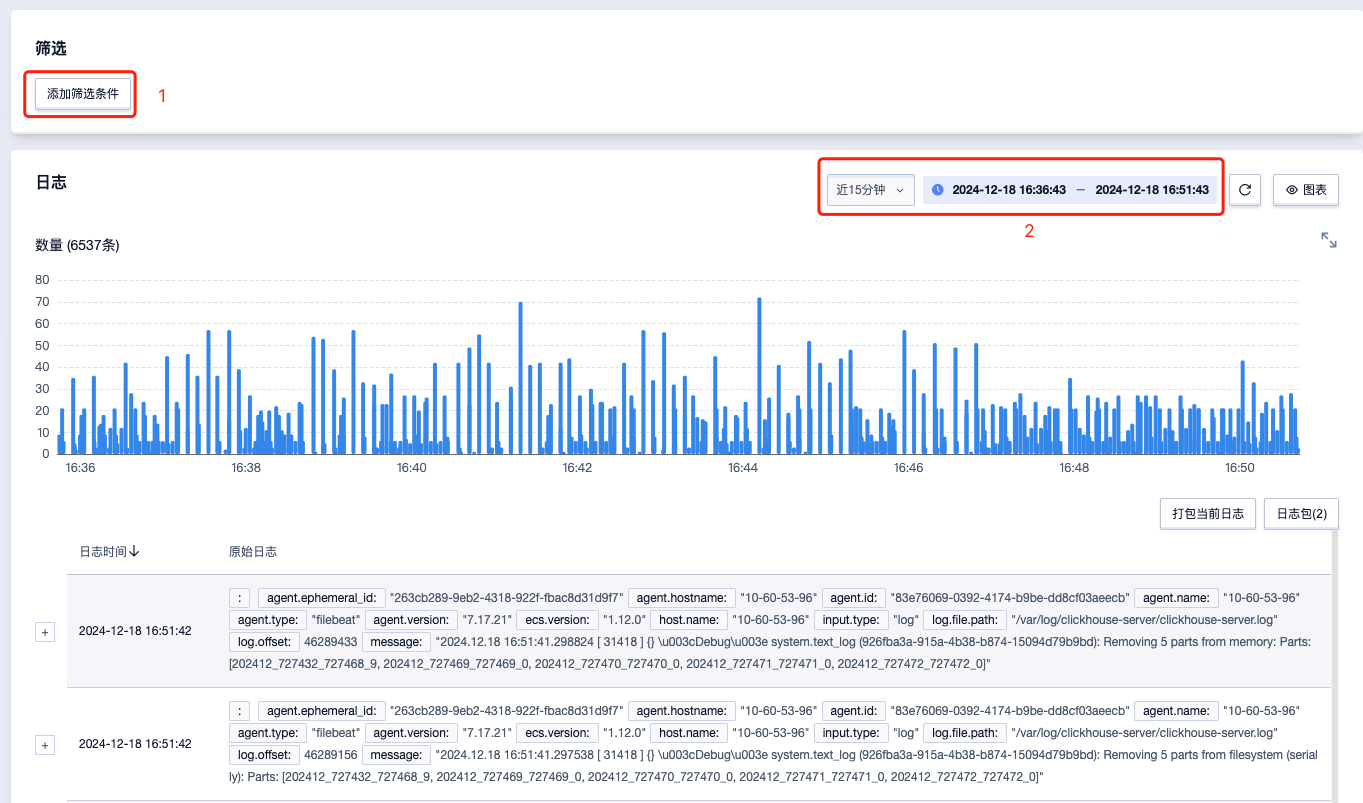 筛选
添加筛选条件
1
日志
近15分钟 2024-12-18 16:36:43 — 2024-12-18 16:51:43 图表
2
数量 (6537条)
80
70
60
50
40
30
20
10
0
16:36 16:38 16:40 16:42 16:44 16:46 16:48 16:50
打包当前日志 日志包(2)
日志时间↓ 原始日志
: agent.ephemeral_id: "263cb289-9eb2-4318-922f-fbac8d31d9f7" agent.hostname: "10-60-53-96" agent.id: "83e76069-0392-4174-b9be-dd8cf03aeecb" agent.name: "10-60-53-96"
agent.type: "filebeat" agent.version: "7.17.21" ecs.version: "1.12.0" host.name: "10-60-53-96" input.type: "log" log.file.path: "/var/log/clickhouse-server/clickhouse-server.log"
+ 2024-12-18 16:51:42
log.offset: 46289433 message: "2024.12.18 16:51:41.298824 [ 31418 ] {} \u003cDebug\u003e system.text_log (926fba3a-915a-4b38-b874-15094d79b9bd): Removing 5 parts from memory: Parts:
[202412_727432_727468_9, 202412_727469_727469_0, 202412_727470_727470_0, 202412_727471_727471_0, 202412_727472_727472_0]"
: agent.ephemeral_id: "263cb289-9eb2-4318-922f-fbac8d31d9f7" agent.hostname: "10-60-53-96" agent.id: "83e76069-0392-4174-b9be-dd8cf03aeecb" agent.name: "10-60-53-96"
agent.type: "filebeat" agent.version: "7.17.21" ecs.version: "1.12.0" host.name: "10-60-53-96" input.type: "log" log.file.path: "/var/log/clickhouse-server/clickhouse-server.log"
+ 2024-12-18 16:51:42
log.offset: 46289156 message: "2024.12.18 16:51:41.297538 [ 31418 ] {} \u003cDebug\u003e system.text_log (926fba3a-915a-4b38-b874-15094d79b9bd): Removing 5 parts from filesystem (serial
ly): Parts: [202412_727432_727468_9, 202412_727469_727469_0, 202412_727470_727470_0, 202412_727471_727471_0, 202412_727472_727472_0]"